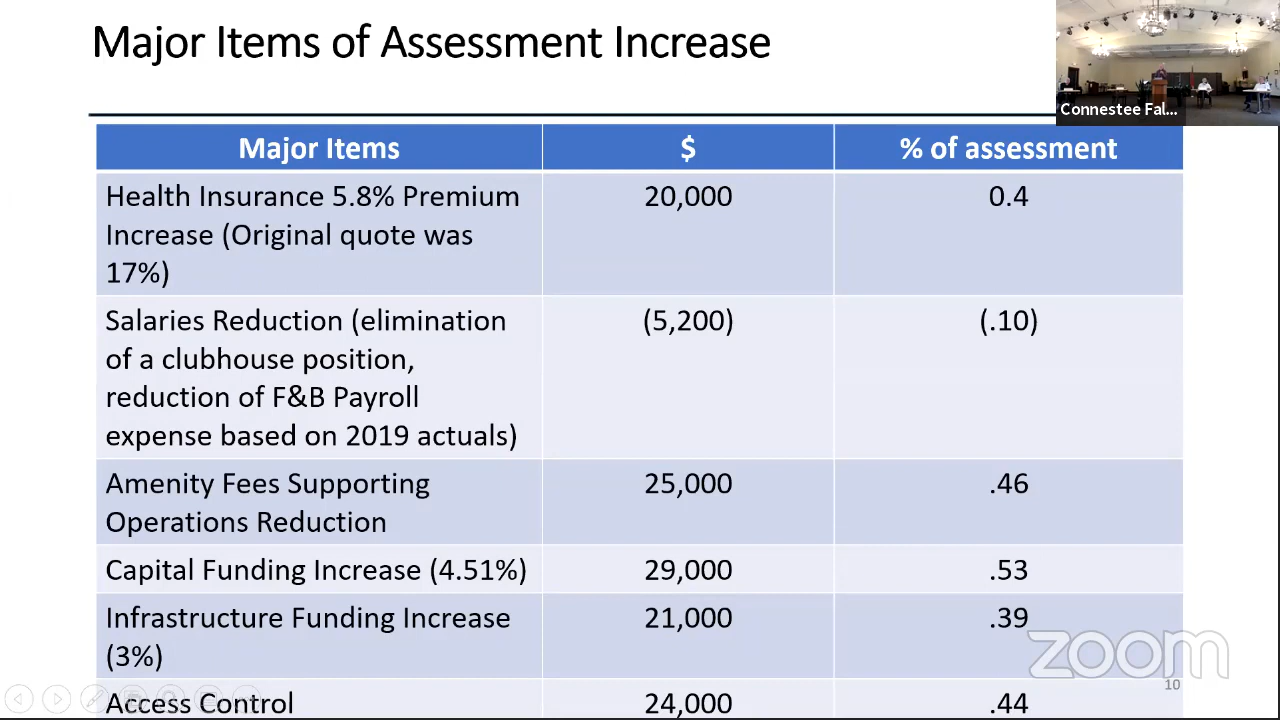 Major Items of Assessment Increase
Connestee Fal...
Major Items $ % of assessment
Health Insurance 5.8% Premium 20,000 0.4
Increase (Original quote was
17%)
Salaries Reduction (elimination (5,200) (.10)
of a clubhouse position,
reduction of F&B Payroll
expense based on 2019 actuals)
Amenity Fees Supporting 25,000 .46
Operations Reduction
Capital Funding Increase (4.51%) 29,000 .53
Infrastructure Funding Increase 21,000 .39
(3%)
zoom
10
Access Control 24,000 .44